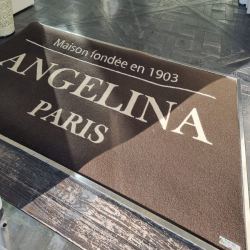 Maison fondée en 1903
ANGELINA
PARIS